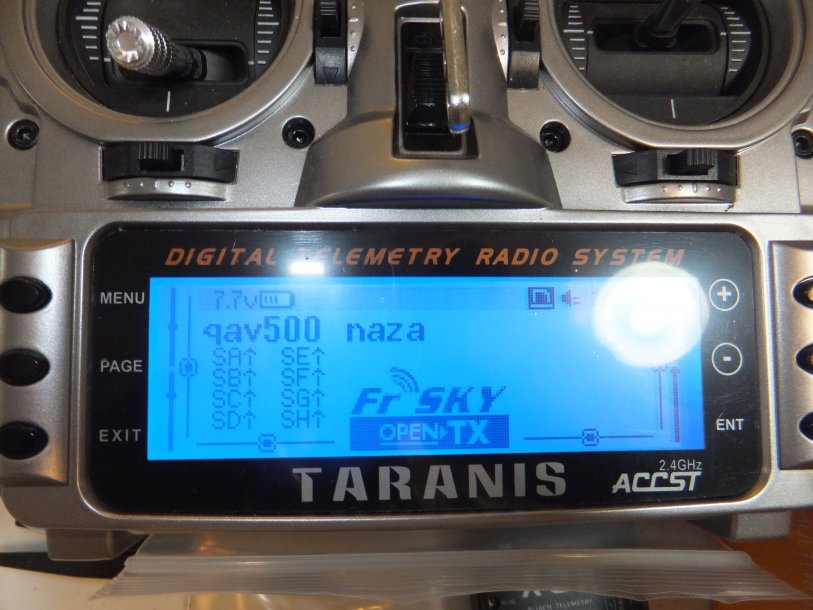 DIGITAL TELEMETRY RADIO SYSTEM
MENU
PAGE
EXIT
7.7v
qav500 naza
SA↑ SE↑
SB↑ SF↑
SC↑ SG↑
SD↑ SH↑
FrSKY
OPEN TX
+
-
ENT
TARANIS
2.4GHz
ACCST
TELEMETRY